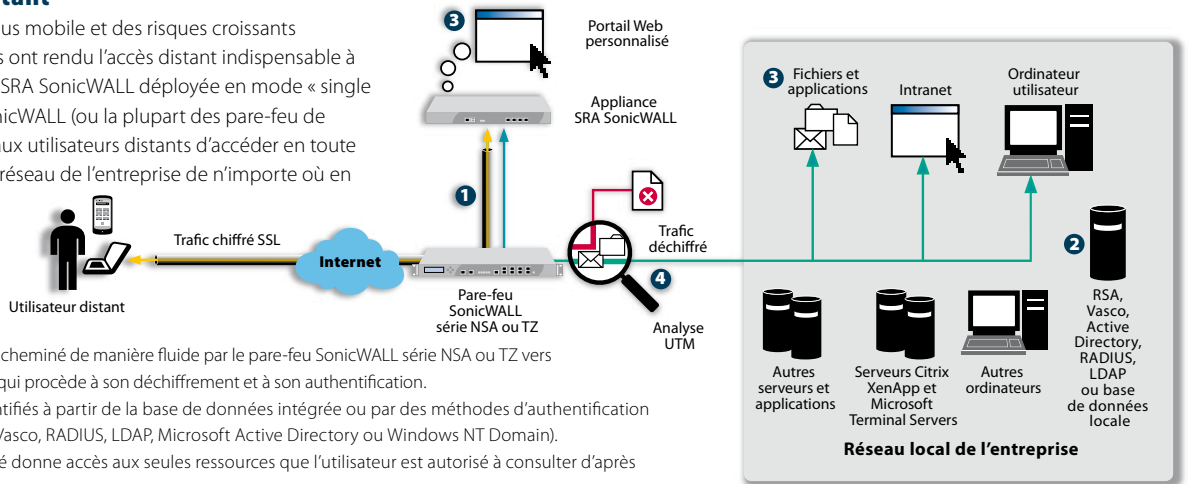 us mobile et des risques croissants
s ont rendu l'accès distant indispensable à
SRA SonicWALL déployée en mode « single
nicWALL (ou la plupart des pare-feu de
aux utilisateurs distants d'accéder en toute
réseau de l'entreprise de n'importe où en
3
Portail Web
personnalisé
Appliance
SRA SonicWALL
1
Trafic chiffré SSL
Internet
Utilisateur distant
Pare-feu
SonicWALL
série NSA ou TZ
Trafic
déchiffré
4
Analyse
UTM
3
Fichiers et
applications
Intranet
Ordinateur
utilisateur
2
RSA,
Vasco,
Active
Directory,
RADIUS,
LDAP
ou base
de données
locale
Autres
serveurs et
applications
Serveurs Citrix
XenApp et
Microsoft
Terminal Servers
Autres
ordinateurs
Réseau local de l'entreprise
cheminé de manière fluide par le pare-feu SonicWALL série NSA ou TZ vers
qui procède à son déchiffrement et à son authentification.
ntifiés à partir de la base de données intégrée ou par des méthodes d'authentification
Vasco, RADIUS, LDAP, Microsoft Active Directory ou Windows NT Domain).
é donne accès aux seules ressources que l'utilisateur est autorisé à consulter d'après